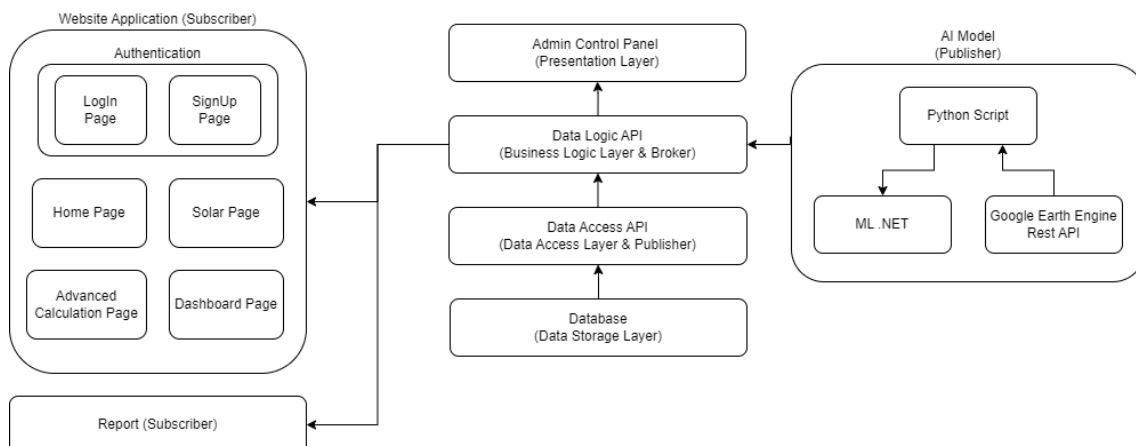 Website Application (Subscriber)
Authentication
LogIn
Page
SignUp
Page
Home Page
Solar Page
Advanced
Calculation Page
Dashboard Page
Report (Subscriber)
Admin Control Panel
(Presentation Layer)
Data Logic API
(Business Logic Layer & Broker)
Data Access API
(Data Access Layer & Publisher)
Database
(Data Storage Layer)
AI Model
(Publisher)
Python Script
ML .NET
Google Earth Engine
Rest API